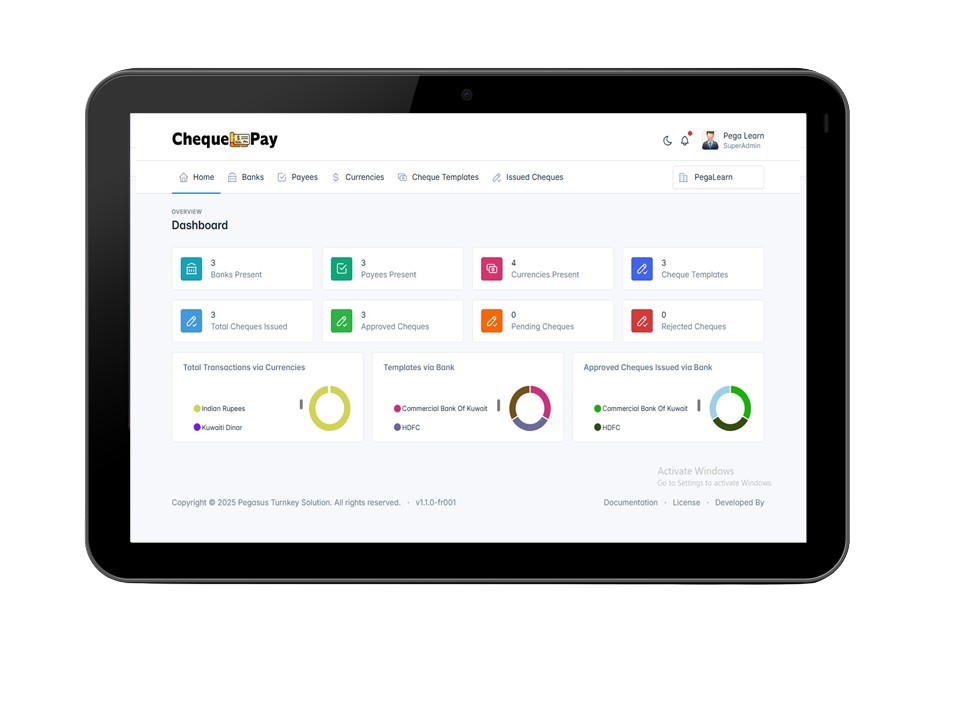 ChequePay
Pega Learn
SuperAdmin
Home Banks Payees Currencies Cheque Templates Issued Cheques PegaLearn
OVERVIEW
Dashboard
3
Banks Present
3
Payees Present
4
Currencies Present
3
Cheque Templates
3
Total Cheques Issued
3
Approved Cheques
0
Pending Cheques
0
Rejected Cheques
Total Transactions via Currencies
Indian Rupees
Kuwaiti Dinar
Templates via Bank
Commercial Bank Of Kuwait
HDFC
Approved Cheques Issued via Bank
Commercial Bank Of Kuwait
HDFC
Activate Windows
Go to Settings to activate Windows.
Copyright © 2025 Pegasus Turnkey Solution. All rights reserved. · v1.1.0-fr001
Documentation · License · Developed By